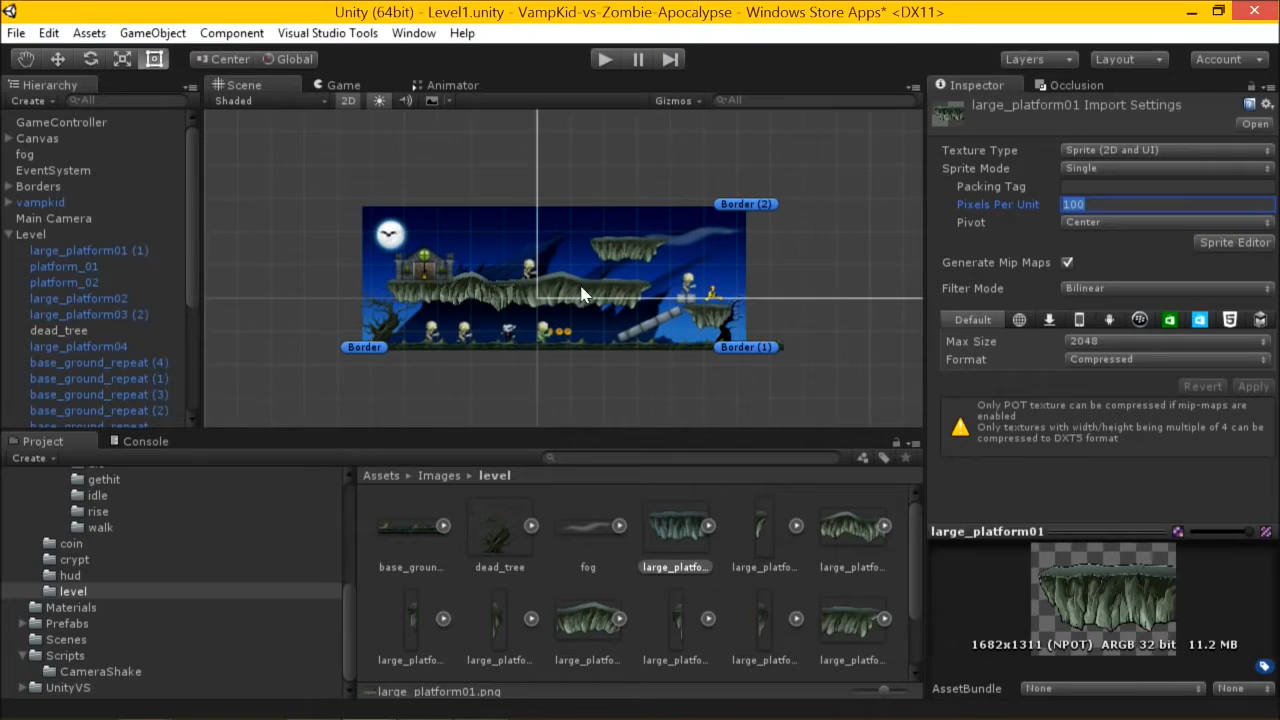 Unity (64bit) - Level1.unity - VampKid-vs-Zombie-Apocalypse - Windows Store Apps* <DX11>
File Edit Assets GameObject Component Visual Studio Tools Window Help
Center Global Layers Layout Account
Hierarchy
Create All
GameController
Canvas
fog
EventSystem
Borders
vampkid
Main Camera
Level
large_platform01 (1)
platform_01
platform_02
large_platform02
large_platform03 (2)
dead_tree
large_platform04
base_ground_repeat (4)
base_ground_repeat (1)
base_ground_repeat (3)
base_ground_repeat (2)
base_ground_repeat
Scene Game Animator
Shaded 2D Gizmos All
Border (2)
Border
Border (1)
Inspector Occlusion
large_platform01 Import Settings
Open
Texture Type Sprite (2D and UI)
Sprite Mode Single
Packing Tag
Pixels Per Unit 100
Pivot Center
Sprite Editor
Generate Mip Maps
Filter Mode Bilinear
Default
Max Size 2048
Format Compressed
Revert Apply
Only POT texture can be compressed if mip-maps are
enabled
Only textures with width/height being multiple of 4 can be
compressed to DXT5 format
Project Console
Create
gethit
idle
rise
walk
coin
crypt
hud
level
Materials
Prefabs
Scenes
Scripts
CameraShake
UnityVS
Assets Images level
base_groun... dead_tree fog large_platfo... large_platfo... large_platfo...
large_platfo... large_platfo... large_platfo... large_platfo... large_platfo... large_platfo...
large_platform01.png
large_platform01
1682x1311 (NPOT) ARGB 32 bit 11.2 MB
AssetBundle None None